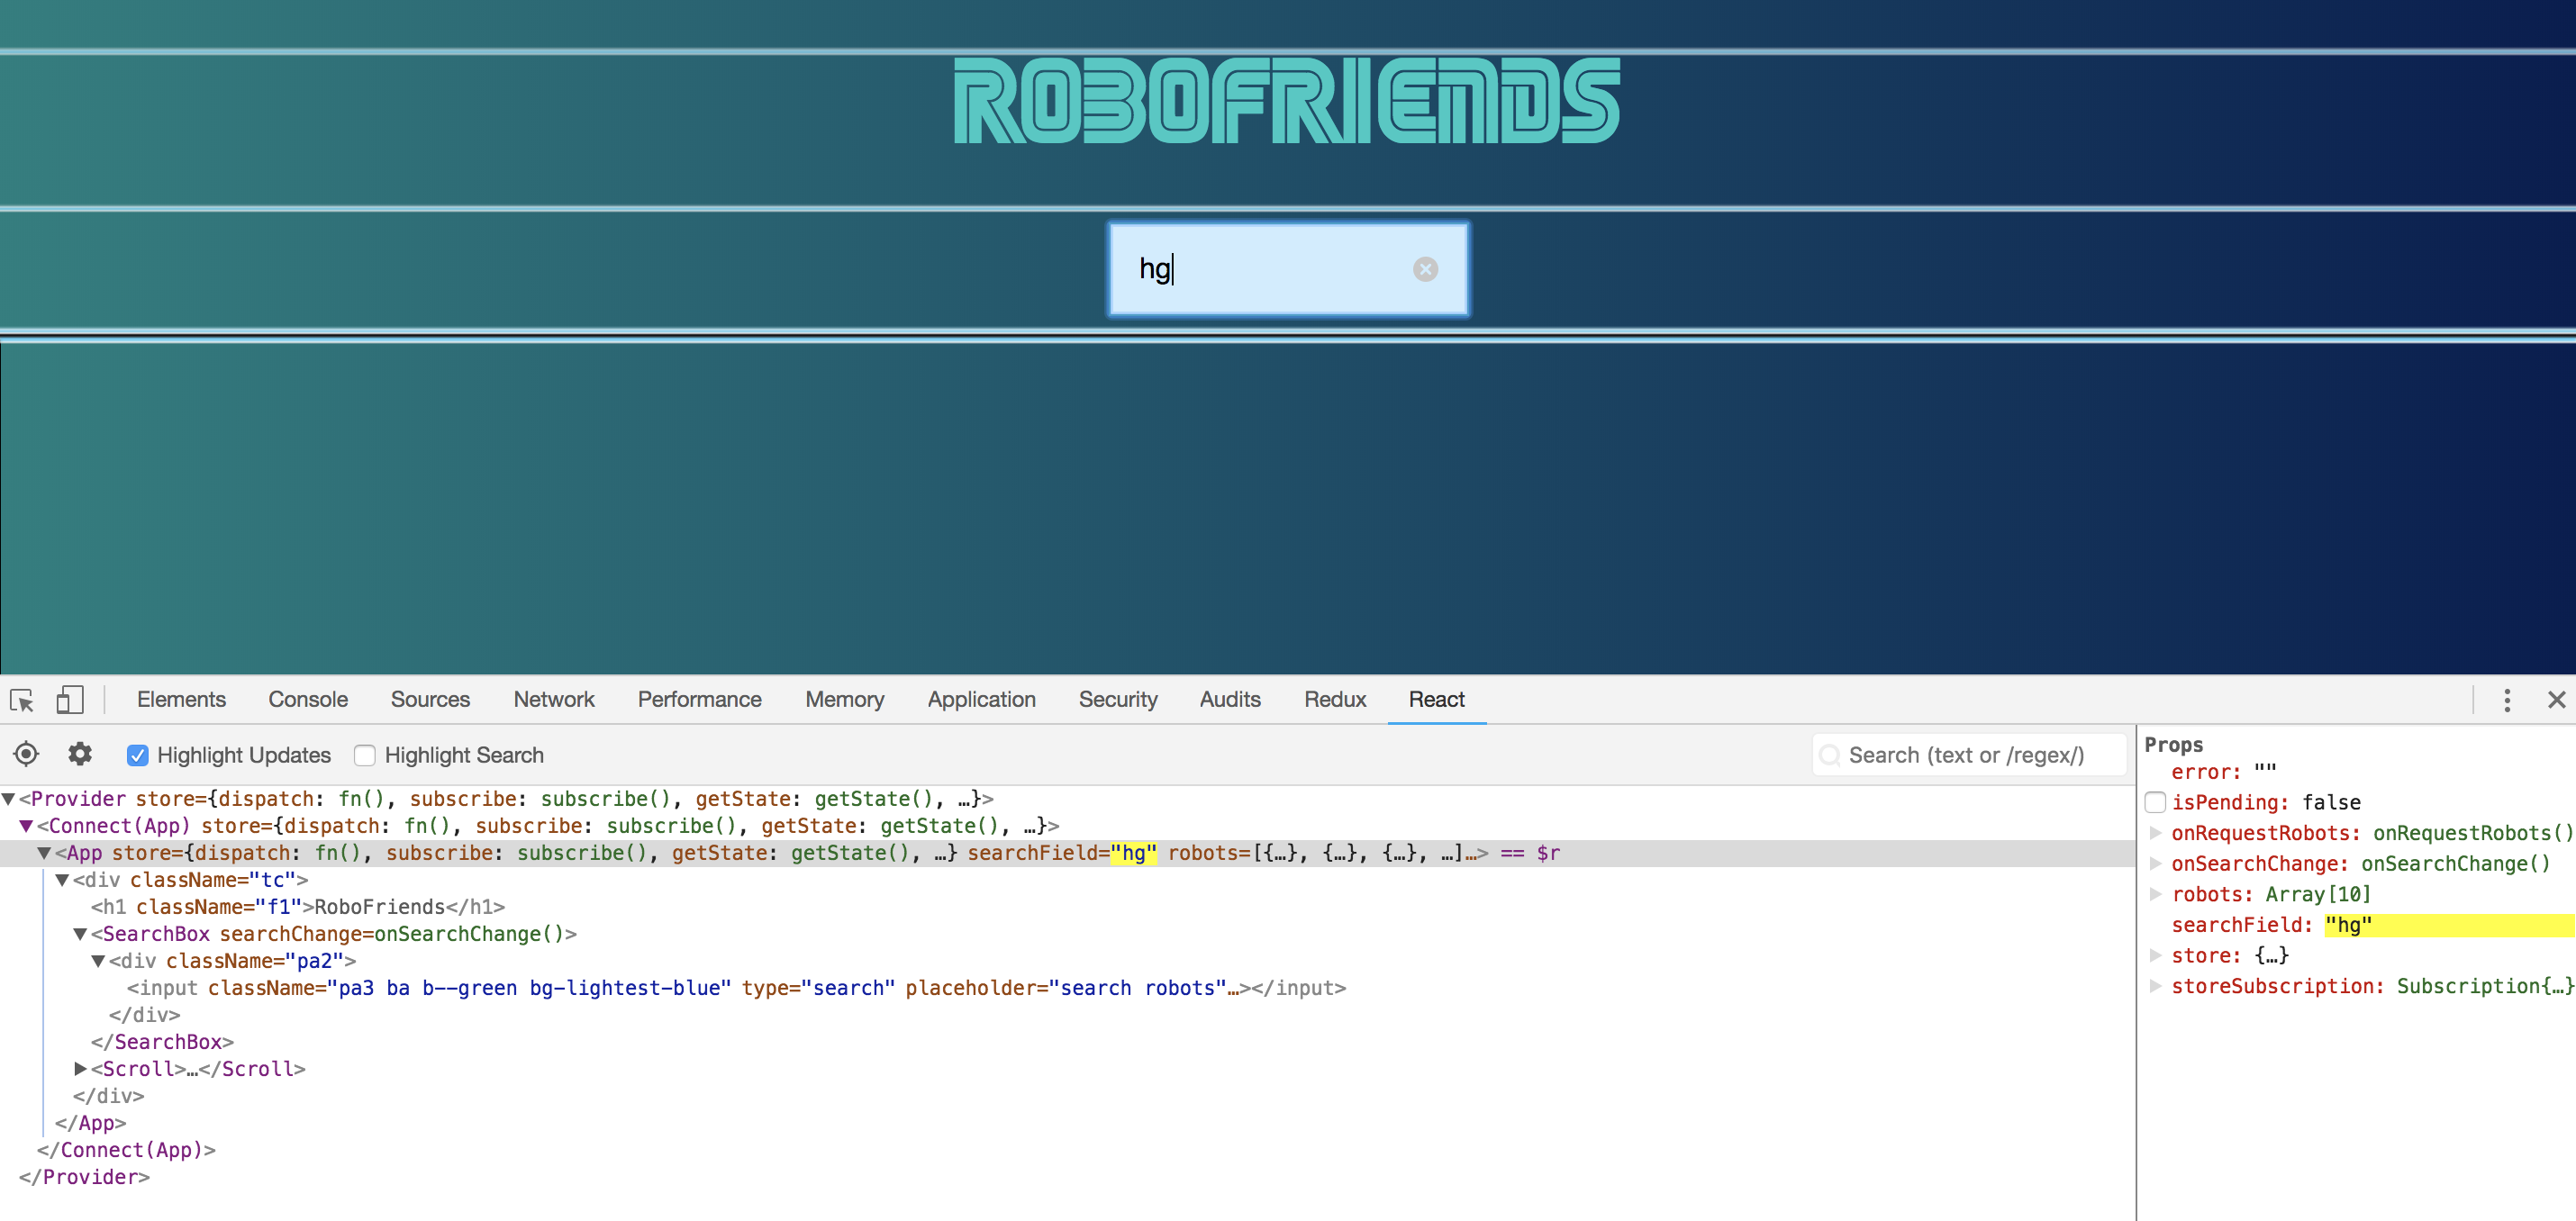 ROBOFRIENDS
hg
Elements Console Sources Network Performance Memory Application Security Audits Redux React
Highlight Updates Highlight Search Search (text or /regex/)
<Provider store={dispatch: fn(), subscribe: subscribe(), getState: getState(), …}>
<Connect(App) store={dispatch: fn(), subscribe: subscribe(), getState: getState(), …}>
<App store={dispatch: fn(), subscribe: subscribe(), getState: getState(), …} searchField="hg" robots=[{…}, {…}, {…}, …]…> == $r
<div className="tc">
<h1 className="f1">RoboFriends</h1>
<SearchBox searchChange=onSearchChange()>
<div className="pa2">
<input className="pa3 ba b--green bg-lightest-blue" type="search" placeholder="search robots"…></input>
</div>
</SearchBox>
<Scroll>…</Scroll>
</div>
</App>
</Connect(App)>
</Provider>
Props
error: ""
isPending: false
onRequestRobots: onRequestRobots()
onSearchChange: onSearchChange()
robots: Array[10]
searchField: "hg"
store: {…}
storeSubscription: Subscription{…}